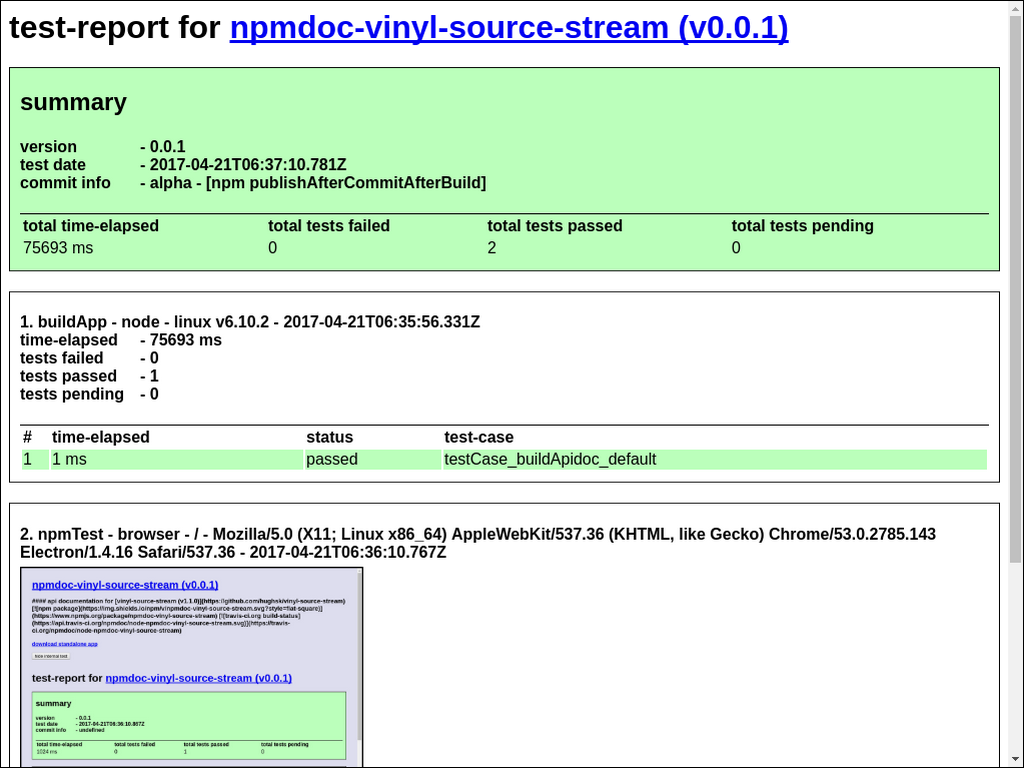 test-report for npmdoc-vinyl-source-stream (v0.0.1)
summary
version - 0.0.1
test date - 2017-04-21T06:37:10.781Z
commit info - alpha - [npm publishAfterCommitAfterBuild]
total time-elapsed total tests failed total tests passed total tests pending
75693 ms 0 2 0
1. buildApp - node - linux v6.10.2 - 2017-04-21T06:35:56.331Z
time-elapsed - 75693 ms
tests failed - 0
tests passed - 1
tests pending - 0
# time-elapsed status test-case
1 1 ms passed testCase_buildApidoc_default
2. npmTest - browser - / - Mozilla/5.0 (X11; Linux x86_64) AppleWebKit/537.36 (KHTML, like Gecko) Chrome/53.0.2785.143
Electron/1.4.16 Safari/537.36 - 2017-04-21T06:36:10.767Z
npmdoc-vinyl-source-stream (v0.0.1)
#### api documentation for [vinyl-source-stream (v1.1.0)](https://github.com/hughsk/vinyl-source-stream)
[![npm package](https://img.shields.io/npm/v/npmdoc-vinyl-source-stream.svg?style=flat-square)]
(https://www.npmjs.org/package/npmdoc-vinyl-source-stream) [![travis-ci.org build-status]
(https://api.travis-ci.org/npmdoc/node-npmdoc-vinyl-source-stream.svg)](https://travis-
ci.org/npmdoc/node-npmdoc-vinyl-source-stream)
download standalone app
hide internal test
test-report for npmdoc-vinyl-source-stream (v0.0.1)
summary
version - 0.0.1
test date - 2017-04-21T06:36:10.867Z
commit info - undefined
total time-elapsed total tests failed total tests passed total tests pending
1024 ms 0 1 0